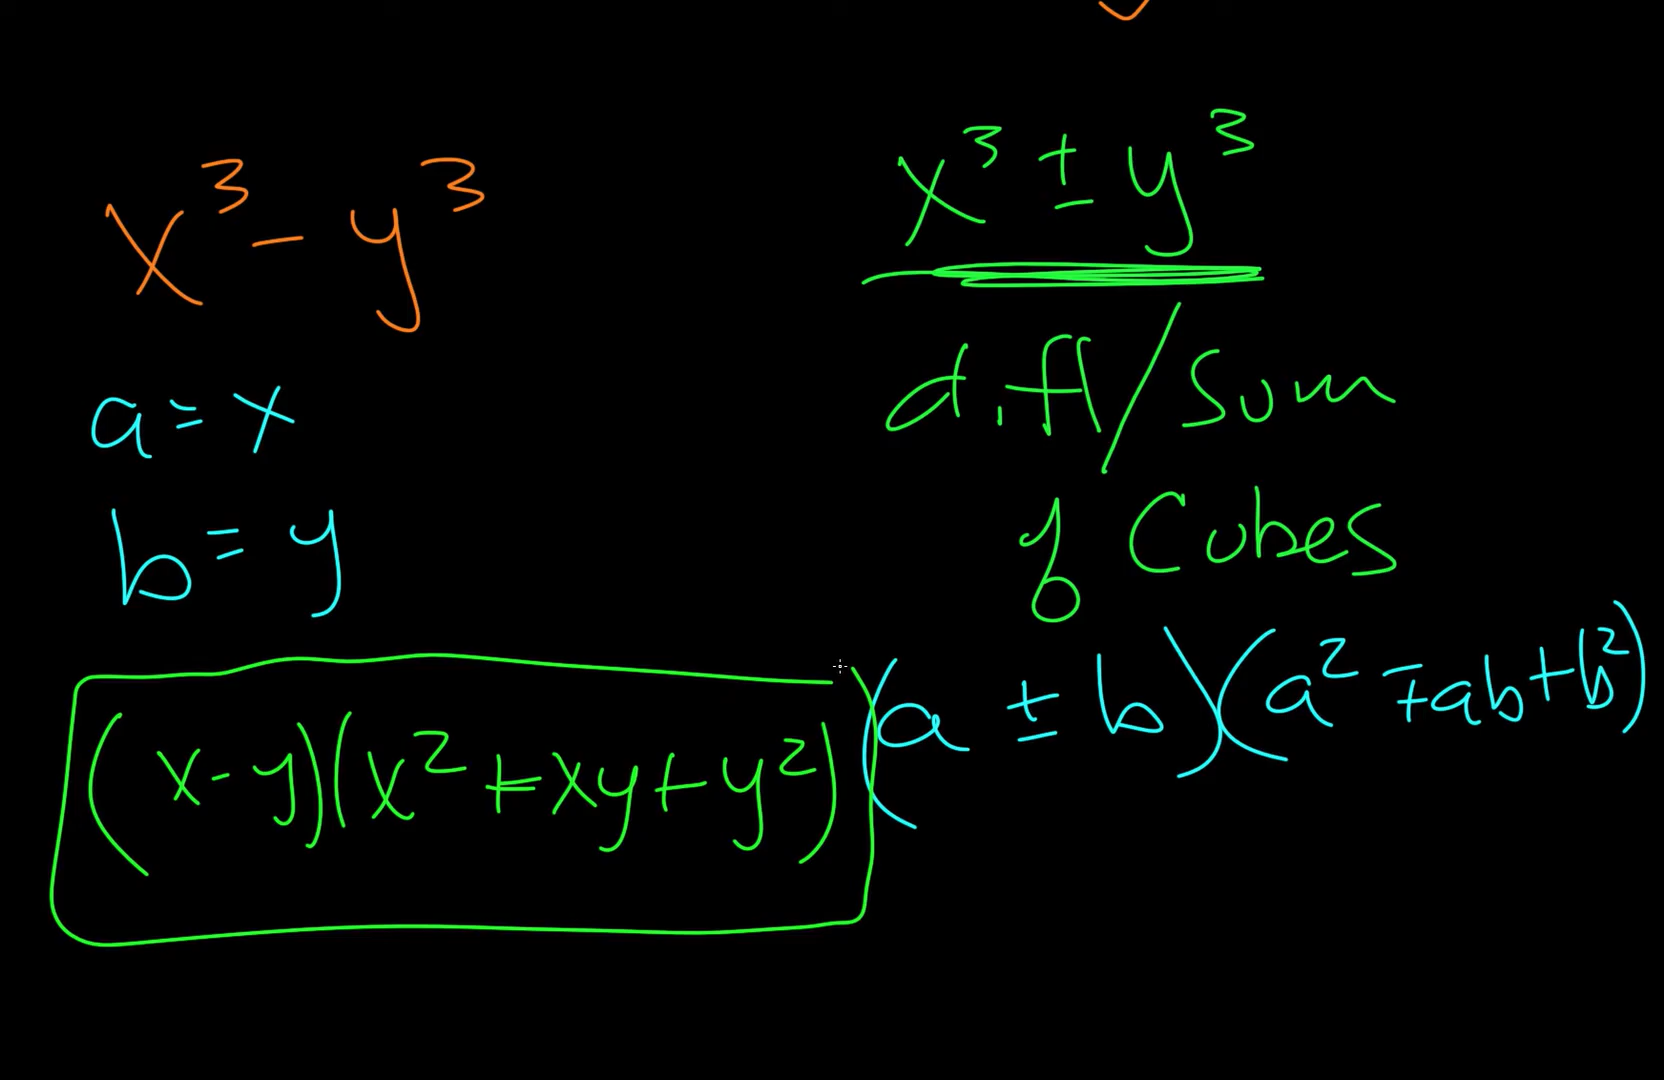 x³ - y³
a = x
b = y
(x - y)(x² + xy + y²)
x³ ± y³
diff/Sum
of Cubes
(a ± b)(a² ∓ ab + b²)